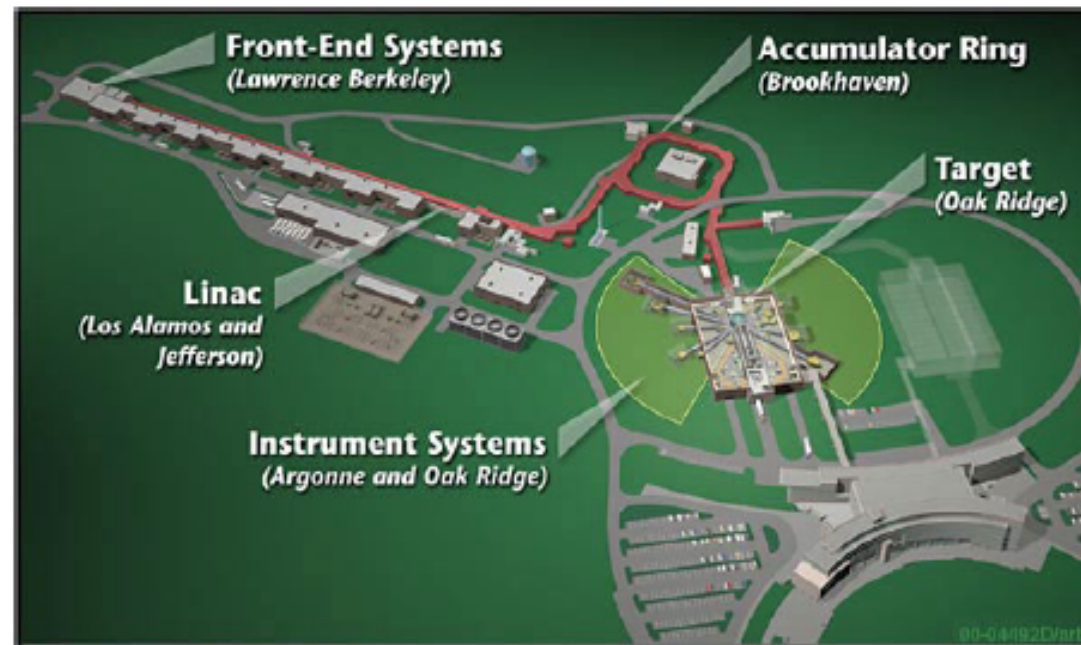 Front-End Systems
(Lawrence Berkeley)
Accumulator Ring
(Brookhaven)
Target
(Oak Ridge)
Linac
(Los Alamos and
Jefferson)
Instrument Systems
(Argonne and Oak Ridge)